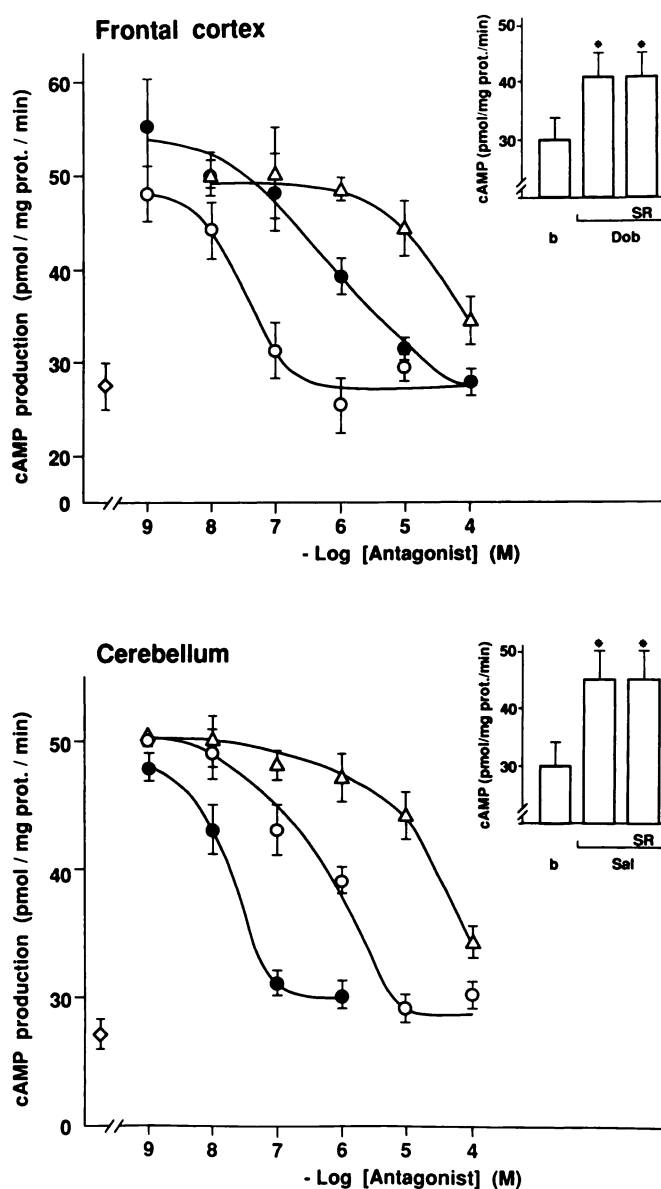 Frontal cortex
cAMP production (pmol / mg prot. / min)
60
50
40
30
20
0
9 8 7 6 5 4
- Log [Antagonist] (M)
cAMP (pmol/mg prot./min)
50
40
30
*
*
SR
b Dob
Cerebellum
cAMP production (pmol / mg prot. / min)
50
40
30
0
9 8 7 6 5 4
- Log [Antagonist] (M)
cAMP (pmol/mg prot./min)
50
40
30
*
*
SR
b Sal